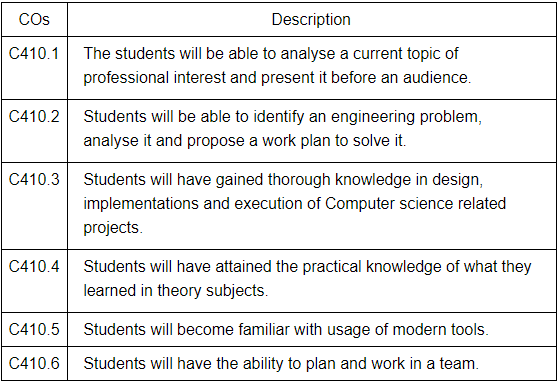 COs Description
C410.1 The students will be able to analyse a current topic of
professional interest and present it before an audience.
C410.2 Students will be able to identify an engineering problem,
analyse it and propose a work plan to solve it.
C410.3 Students will have gained thorough knowledge in design,
implementations and execution of Computer science related
projects.
C410.4 Students will have attained the practical knowledge of what they
learned in theory subjects.
C410.5 Students will become familiar with usage of modern tools.
C410.6 Students will have the ability to plan and work in a team.